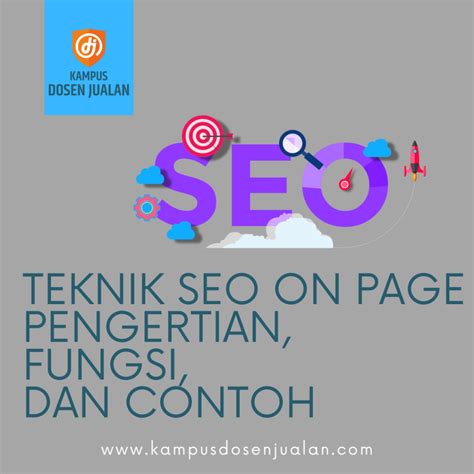 KAMPUS
DOSEN JUALAN
SEO
TEKNIK SEO ON PAGE
PENGERTIAN,
FUNGSI,
DAN CONTOH
www.kampusdosenjualan.com